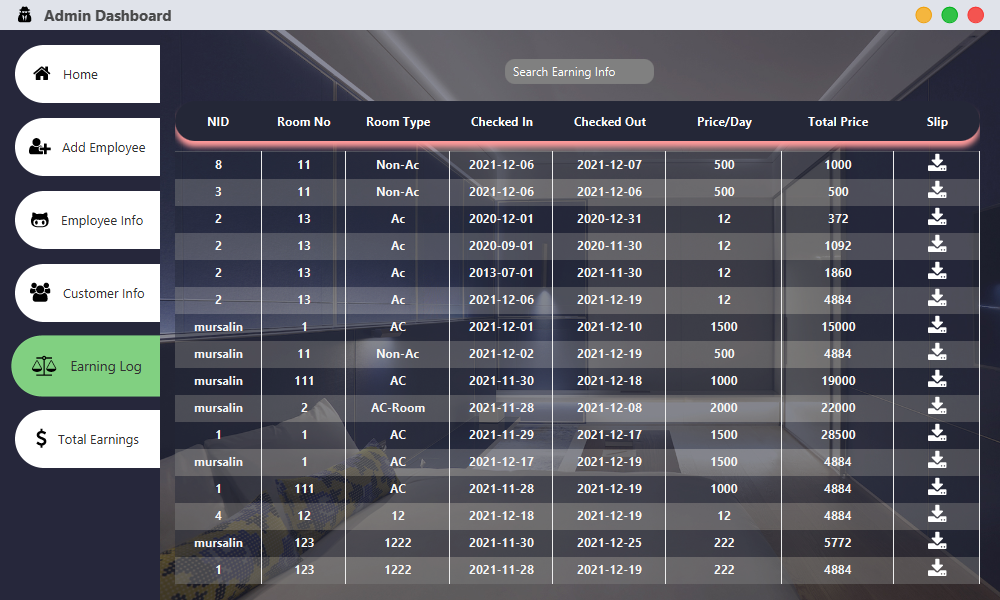 Admin Dashboard
Home
Add Employee
Employee Info
Customer Info
Earning Log
Total Earnings
Search Earning Info
NID Room No Room Type Checked In Checked Out Price/Day Total Price Slip
8 11 Non-Ac 2021-12-06 2021-12-07 500 1000
3 11 Non-Ac 2021-12-06 2021-12-06 500 500
2 13 Ac 2020-12-01 2020-12-31 12 372
2 13 Ac 2020-09-01 2020-11-30 12 1092
2 13 Ac 2013-07-01 2021-11-30 12 1860
2 13 Ac 2021-12-06 2021-12-19 12 4884
mursalin 1 AC 2021-12-01 2021-12-10 1500 15000
mursalin 11 Non-Ac 2021-12-02 2021-12-19 500 4884
mursalin 111 AC 2021-11-30 2021-12-18 1000 19000
mursalin 2 AC-Room 2021-11-28 2021-12-08 2000 22000
1 1 AC 2021-11-29 2021-12-17 1500 28500
mursalin 1 AC 2021-12-17 2021-12-19 1500 4884
1 111 AC 2021-11-28 2021-12-19 1000 4884
4 12 12 2021-12-18 2021-12-19 12 4884
mursalin 123 1222 2021-11-30 2021-12-25 222 5772
1 123 1222 2021-11-28 2021-12-19 222 4884